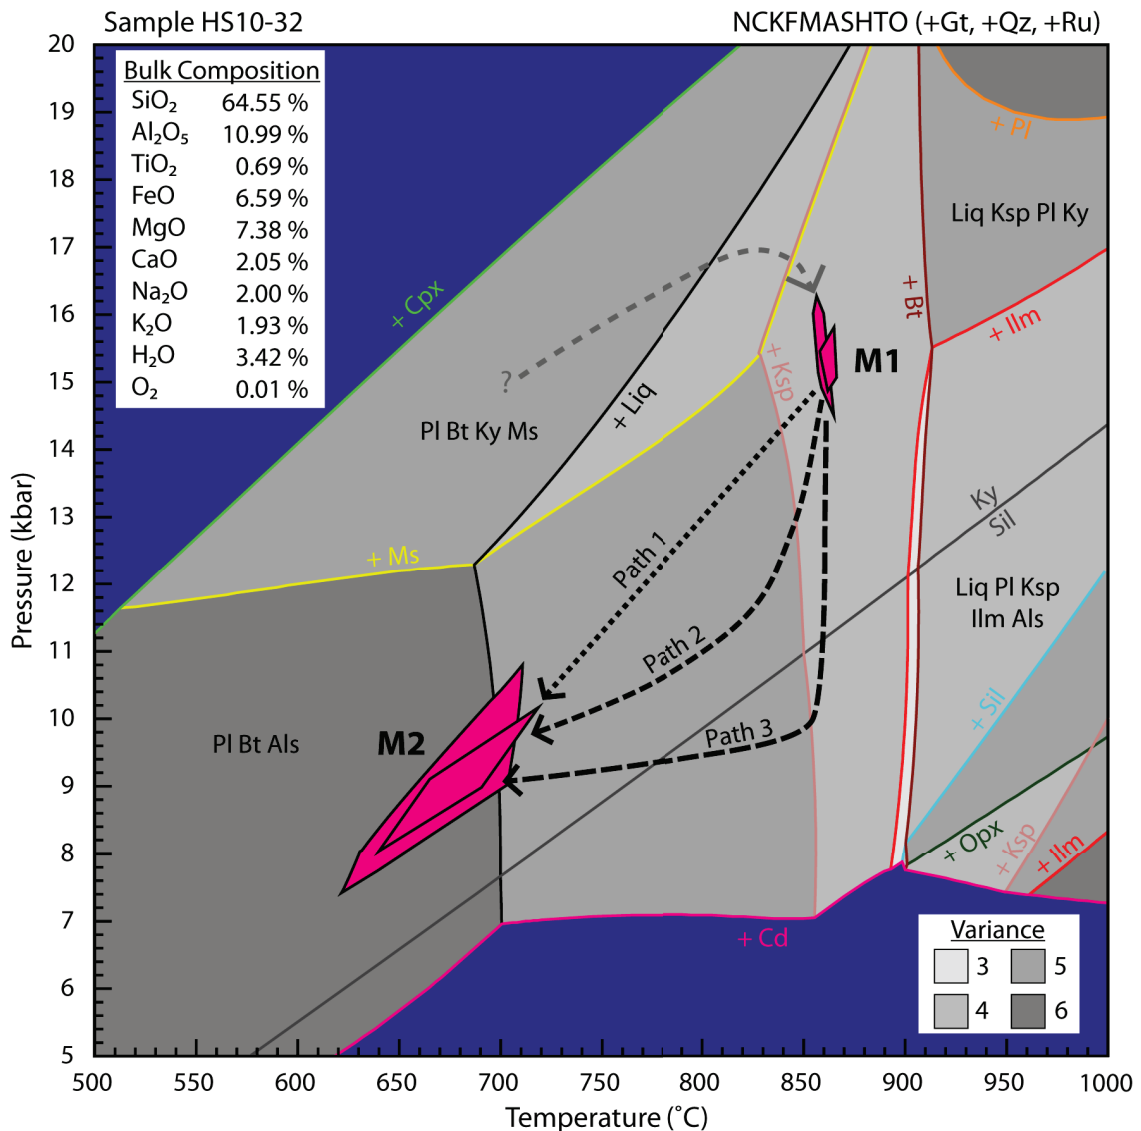 Sample HS10-32
NCKFMASHTO (+Gt, +Qz, +Ru)
Bulk Composition
SiO₂ 64.55 %
Al₂O₅ 10.99 %
TiO₂ 0.69 %
FeO 6.59 %
MgO 7.38 %
CaO 2.05 %
Na₂O 2.00 %
K₂O 1.93 %
H₂O 3.42 %
O₂ 0.01 %
+ Pl
Liq Ksp Pl Ky
+ Cpx
+ Bt
+ Ilm
?
+ Ksp
M1
+ Liq
Pl Bt Ky Ms
Ky
Sil
+ Ms
Path 1
Liq Pl Ksp
Ilm Als
Path 2
+ Sil
Pl Bt Als
M2
Path 3
+ Opx
+ Ksp
+ Ilm
+ Cd
Variance
3 5
4 6
20
19
18
17
16
15
14
13
12
11
10
9
8
7
6
5
Pressure (kbar)
500 550 600 650 700 750 800 850 900 950 1000
Temperature (˚C)